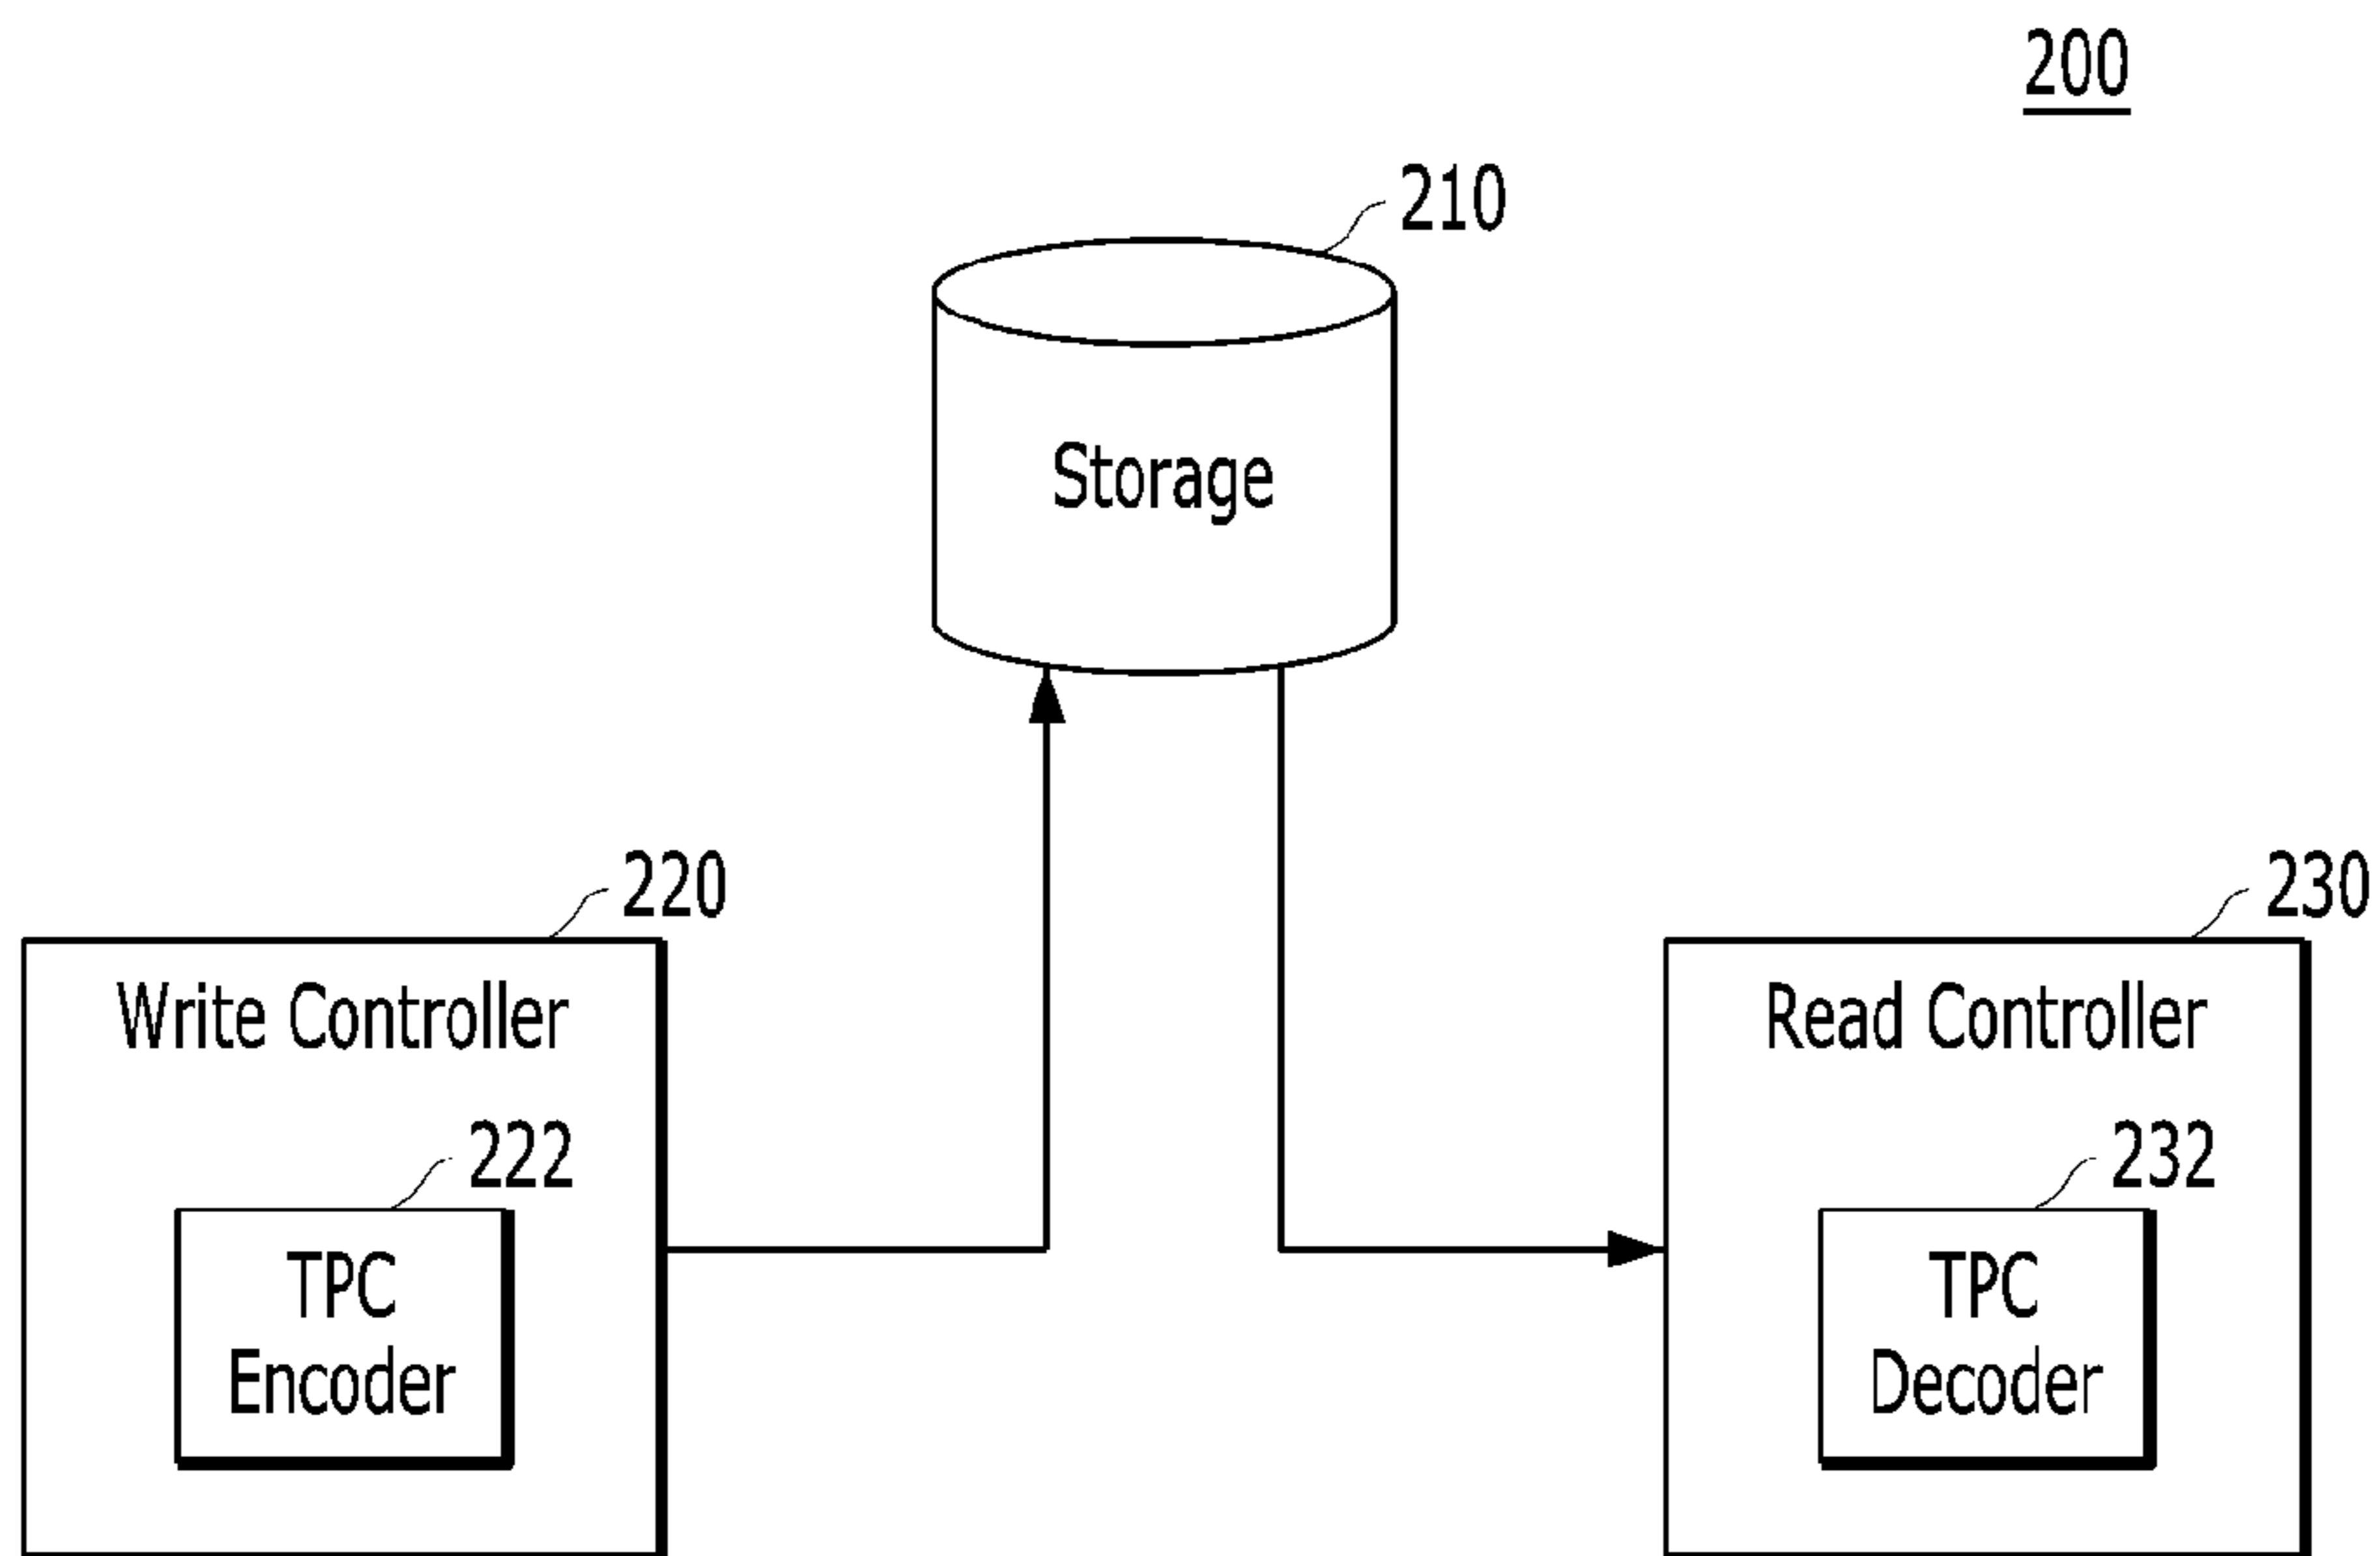 200
210
Storage
220
230
Write Controller
Read Controller
222
232
TPC
Encoder
TPC
Decoder